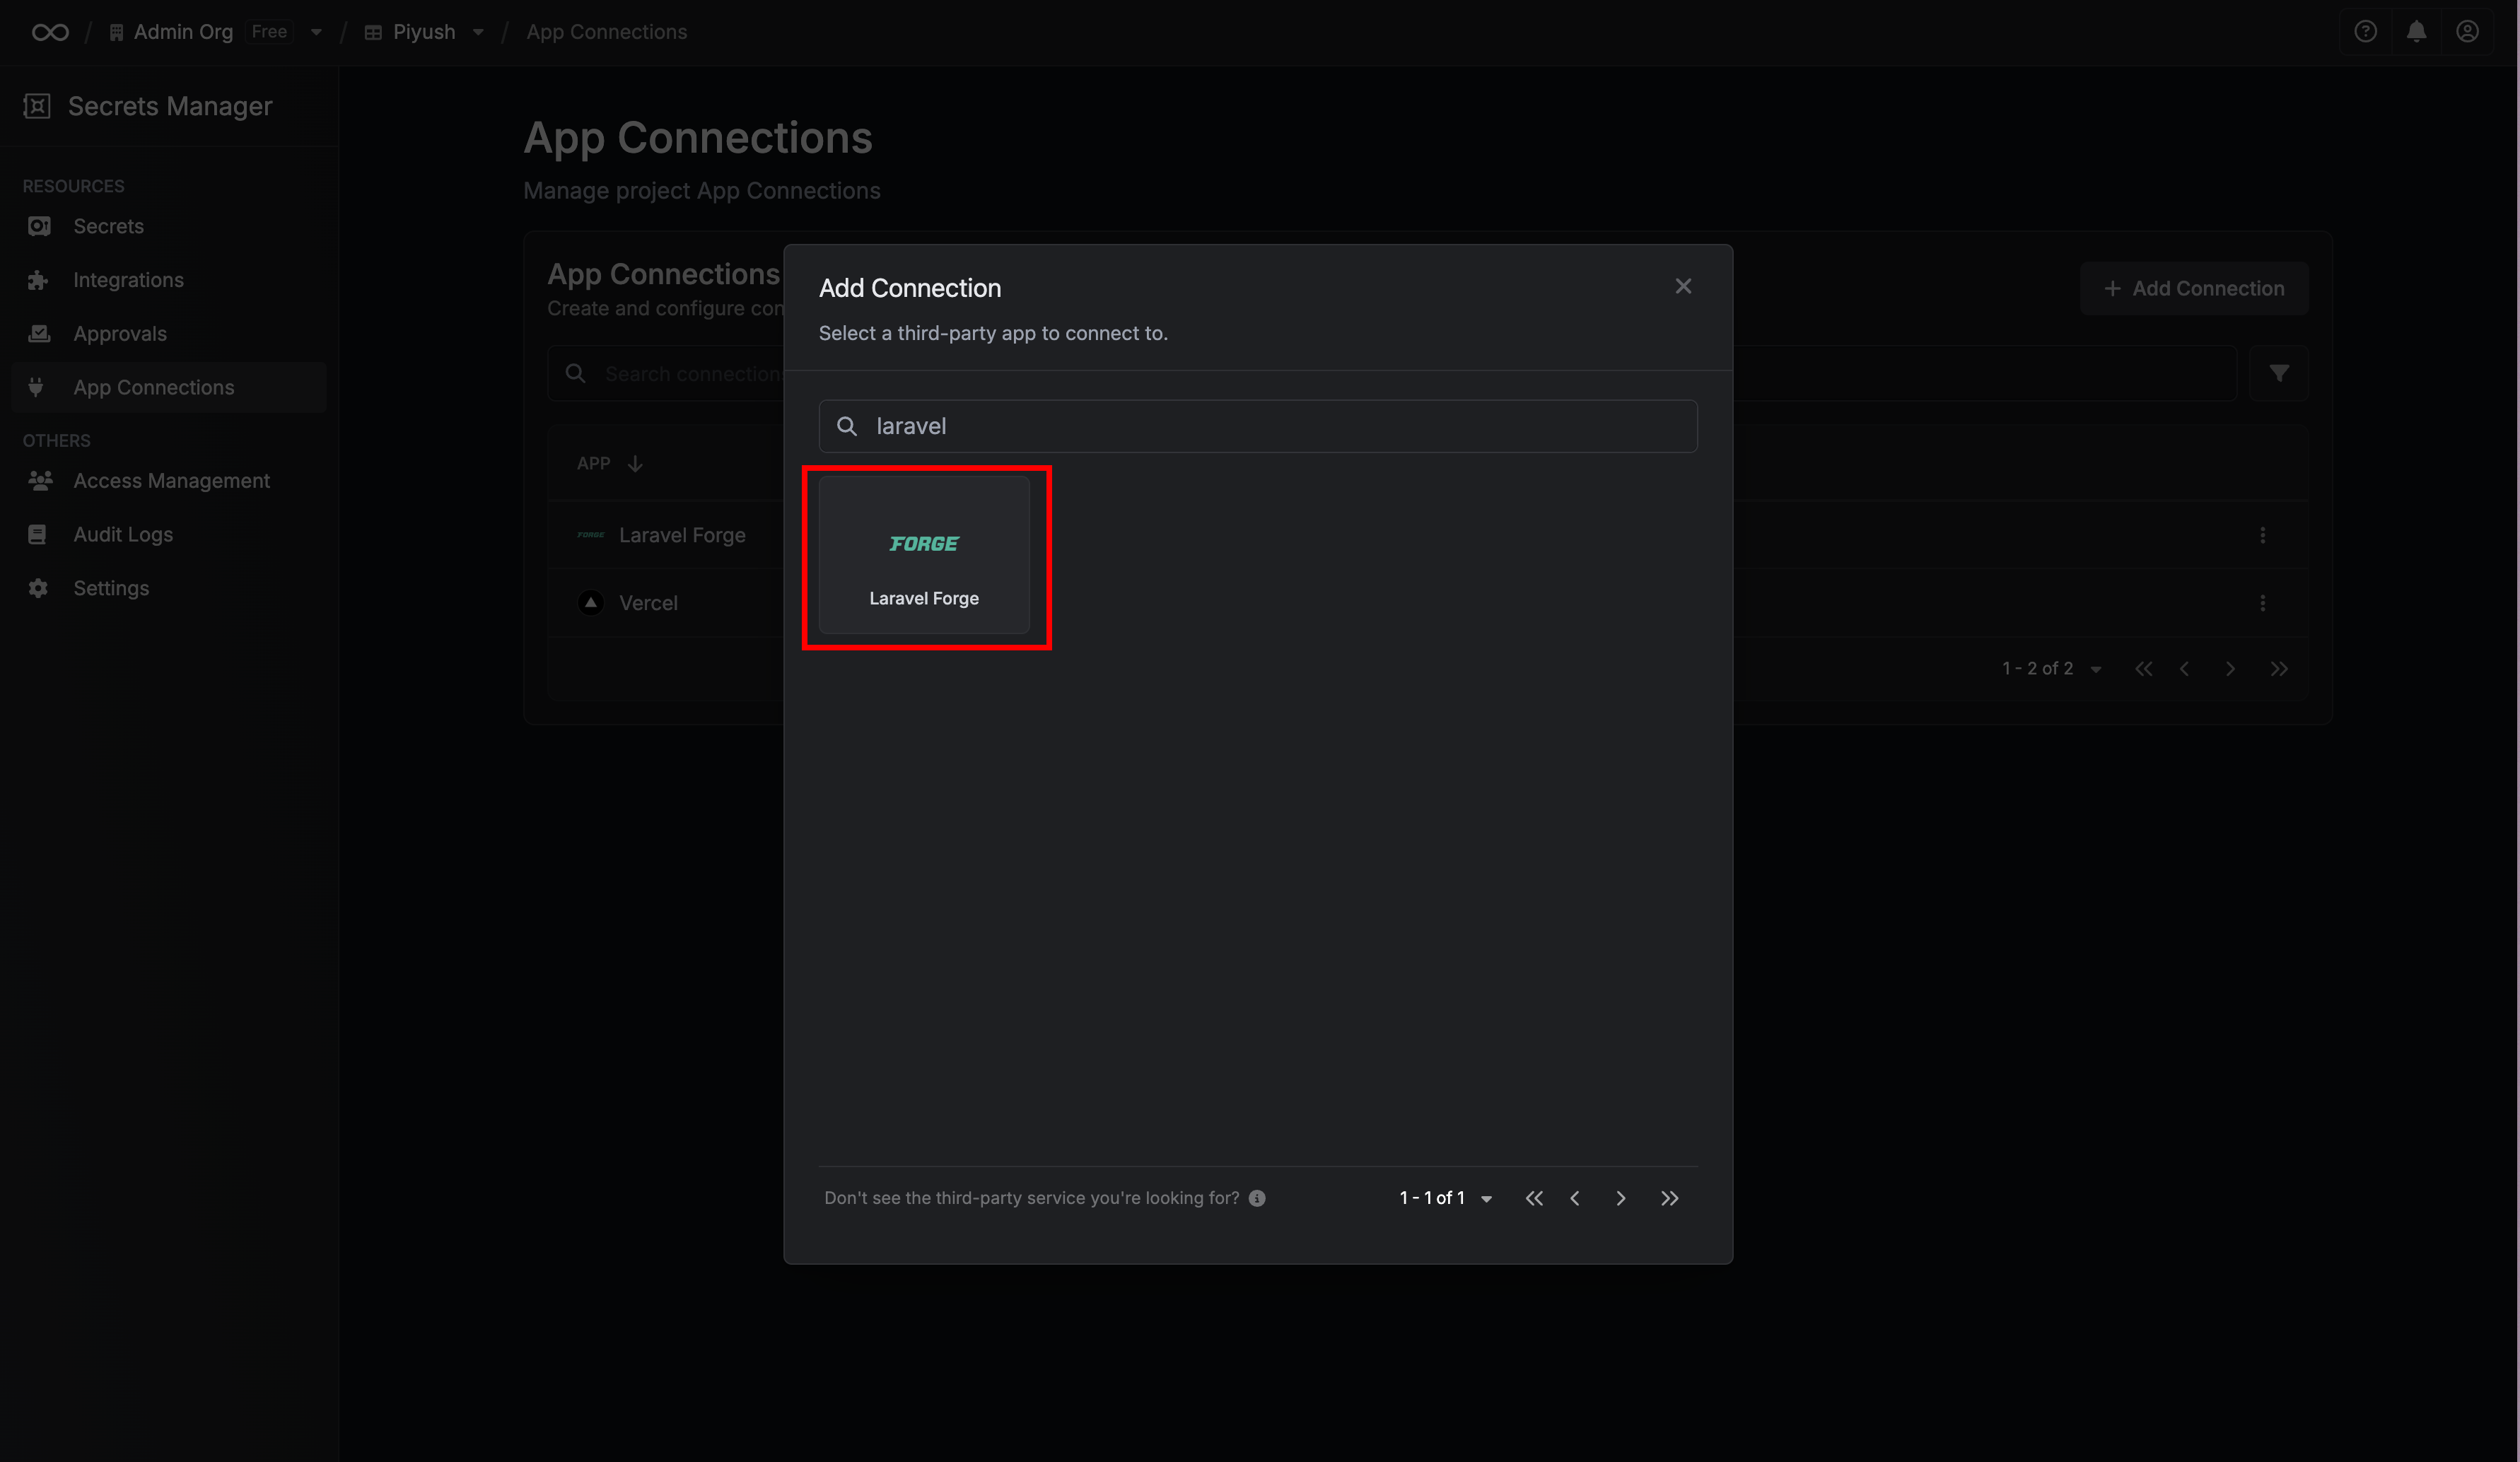 Admin Org Free
Piyush
App Connections
Secrets Manager
RESOURCES
Secrets
Integrations
Approvals
App Connections
OTHERS
Access Management
Audit Logs
Settings
App Connections
Manage project App Connections
App Connections
Create and configure con
Add Connection
Search connection
APP
FORGE Laravel Forge
Vercel
1 - 2 of 2
Add Connection
Select a third-party app to connect to.
laravel
FORGE
Laravel Forge
Don't see the third-party service you're looking for?
1 - 1 of 1